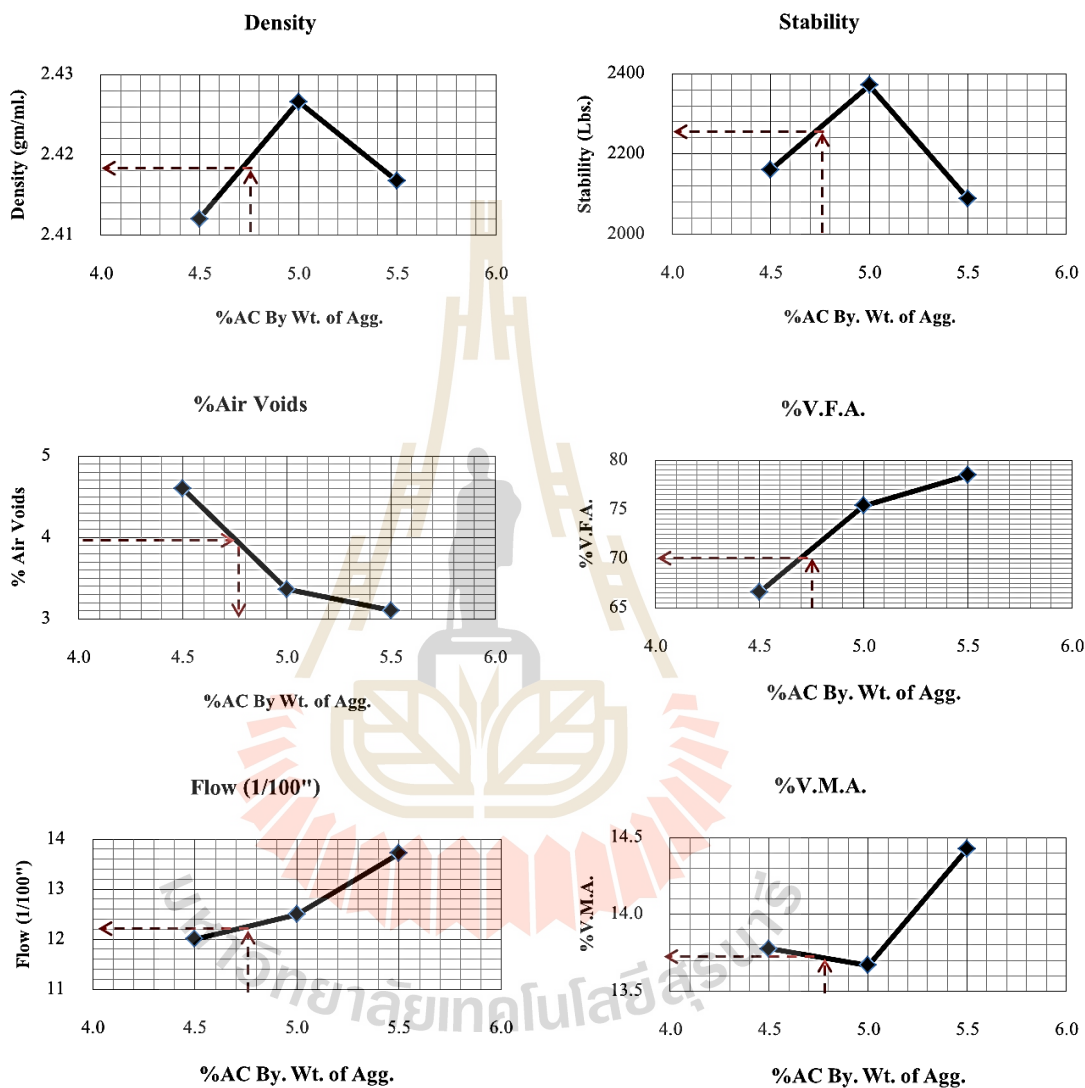 Density
Density (gm/ml.)
2.43
2.42
2.41
4.0 4.5 5.0 5.5 6.0
%AC By Wt. of Agg.
Stability
Stability (Lbs.)
2400
2200
2000
4.0 4.5 5.0 5.5 6.0
%AC By. Wt. of Agg.
%Air Voids
% Air Voids
5
4
3
4.0 4.5 5.0 5.5 6.0
%AC By Wt. of Agg.
%V.F.A.
%V.F.A.
80
75
70
65
4.0 4.5 5.0 5.5 6.0
%AC By. Wt. of Agg.
Flow (1/100")
Flow (1/100")
14
13
12
11
4.0 4.5 5.0 5.5 6.0
%AC By. Wt. of Agg.
%V.M.A.
%V.M.A.
14.5
14.0
13.5
4.0 4.5 5.0 5.5 6.0
%AC By. Wt. of Agg.
มหาวิทยาลัยเทคโนโลยีสุรนารี